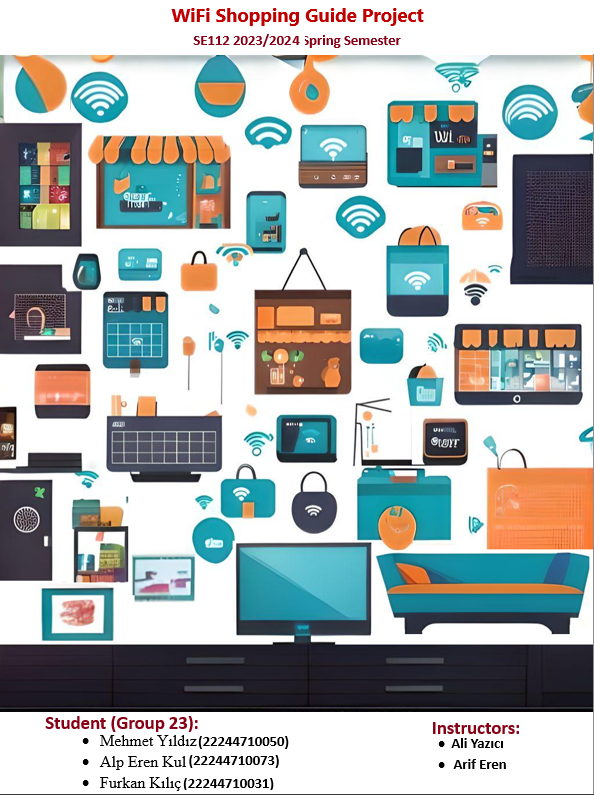 WiFi Shopping Guide Project
SE112 2023/2024 Spring Semester
Student (Group 23):
• Mehmet Yıldız (22244710050)
• Alp Eren Kul (22244710073)
• Furkan Kılıç (22244710031)
Instructors:
• Ali Yazıcı
• Arif Eren